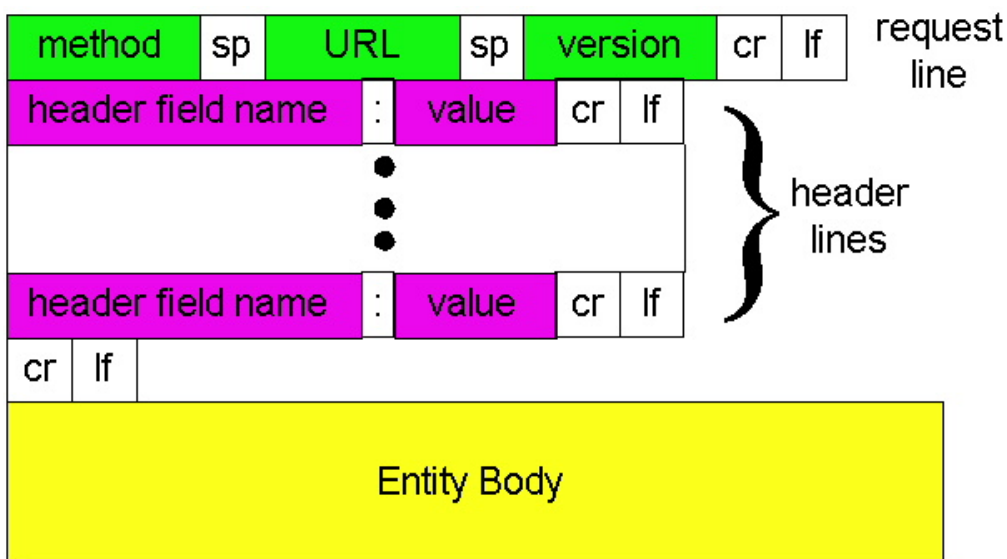 method sp URL sp version cr lf
request
line
header field name : value cr lf
header
lines
header field name : value cr lf
cr lf
Entity Body